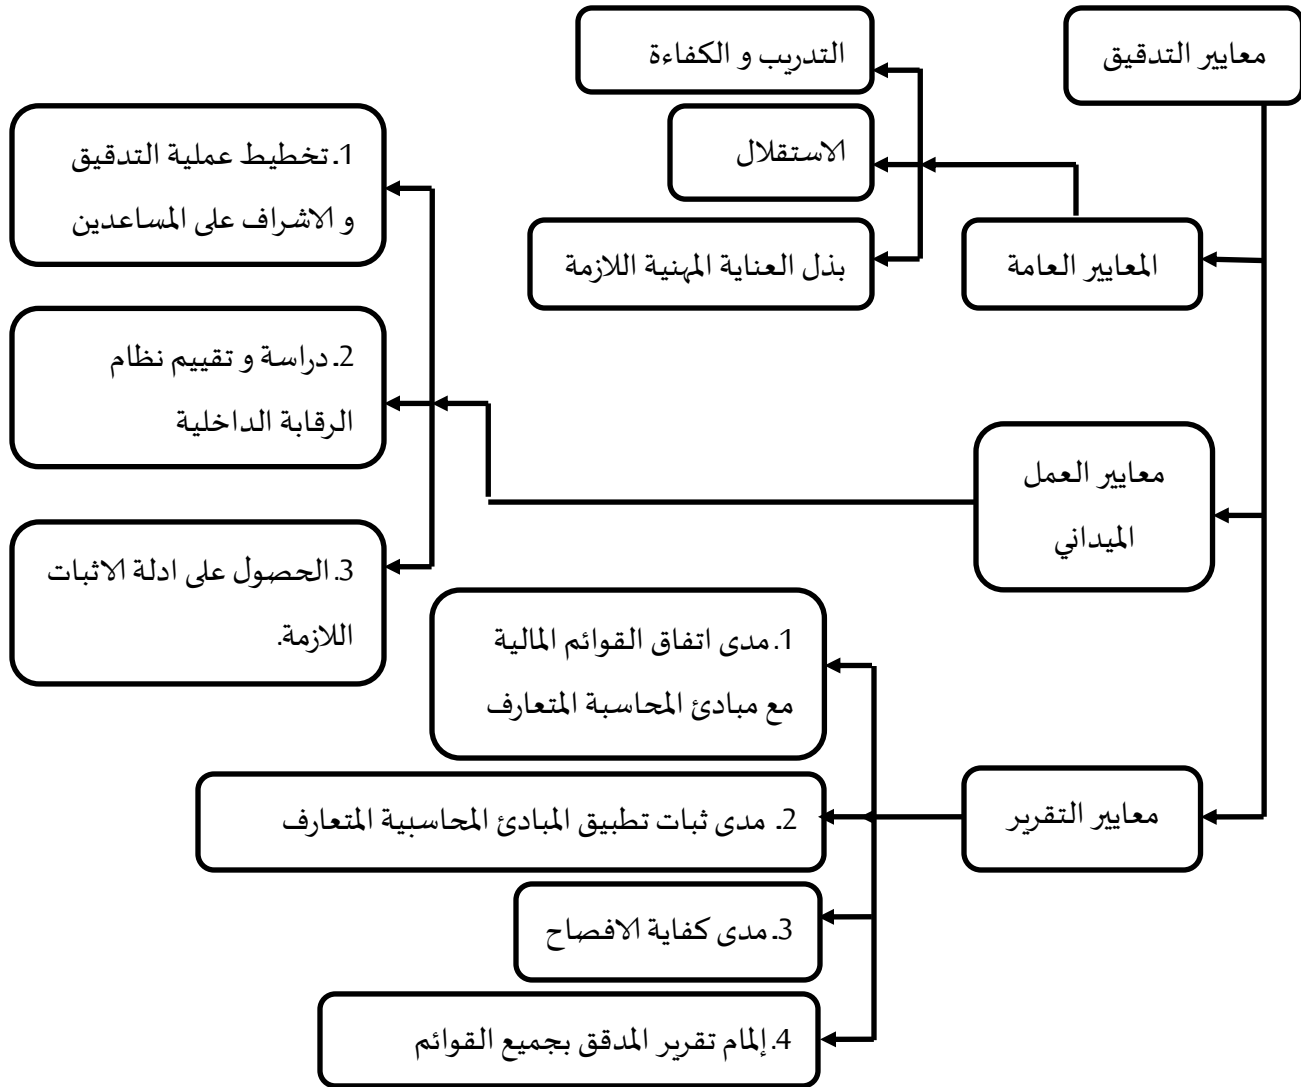 معايير التدقيق
التدريب و الكفاءة
الاستقلال
بذل العناية المهنية اللازمة
المعايير العامة
1. تخطيط عملية التدقيق
و الاشراف على المساعدين
2. دراسة و تقييم نظام
الرقابة الداخلية
3. الحصول على ادلة الاثبات
اللازمة.
معايير العمل
الميداني
1. مدى اتفاق القوائم المالية
مع مبادئ المحاسبة المتعارف
2. مدى ثبات تطبيق المبادئ المحاسبية المتعارف
3. مدى كفاية الافصاح
4. إلمام تقرير المدقق بجميع القوائم
معايير التقرير